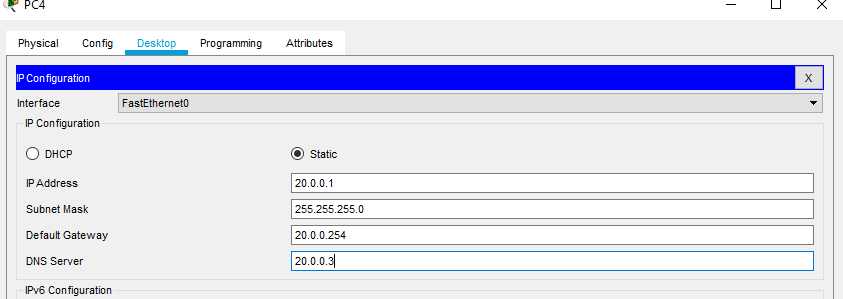 PC4
Physical Config Desktop Programming Attributes
IP Configuration X
Interface FastEthernet0
IP Configuration
DHCP Static
IP Address 20.0.0.1
Subnet Mask 255.255.255.0
Default Gateway 20.0.0.254
DNS Server 20.0.0.3
IPv6 Configuration